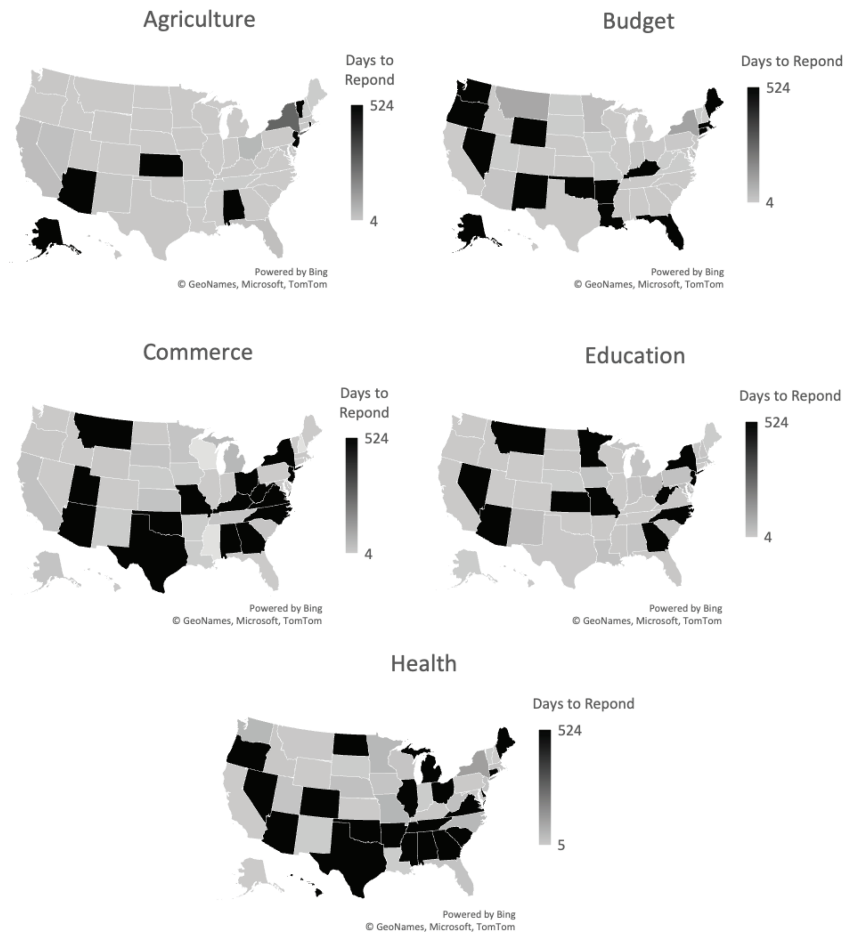 Agriculture
Days to
Repond
524
4
Powered by Bing
© GeoNames, Microsoft, TomTom
Budget
Days to Repond
524
4
Powered by Bing
© GeoNames, Microsoft, TomTom
Commerce
Days to
Repond
524
4
Powered by Bing
© GeoNames, Microsoft, TomTom
Education
Days to Repond
524
4
Powered by Bing
© GeoNames, Microsoft, TomTom
Health
Days to Repond
524
5
Powered by Bing
© GeoNames, Microsoft, TomTom